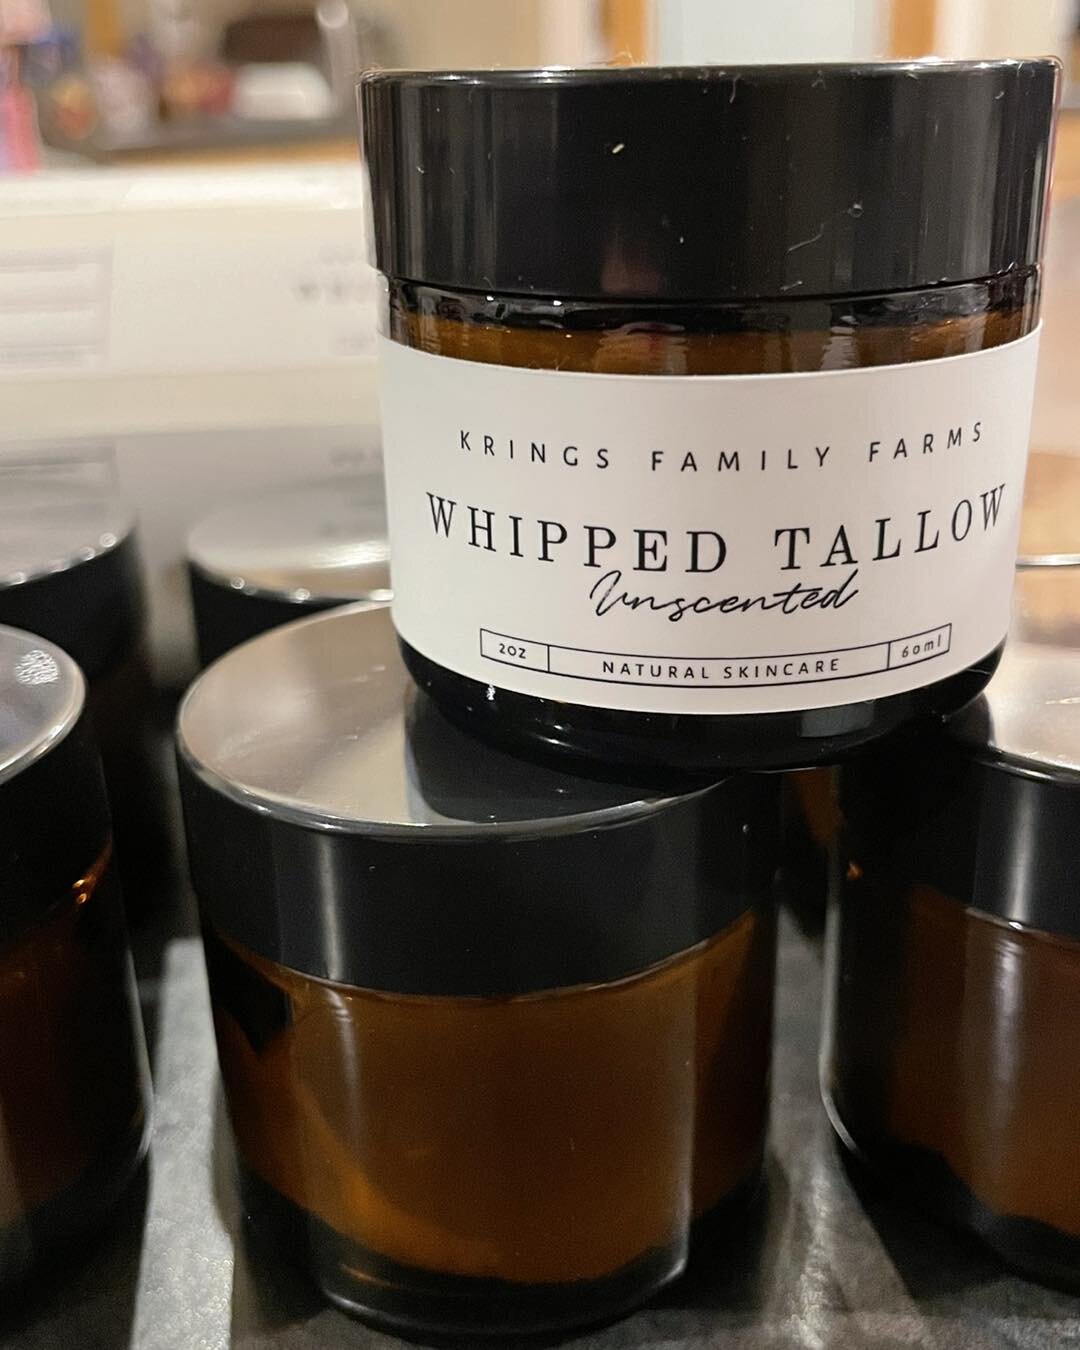 KRINGS FAMILY FARMS
WHIPPED TALLOW
Unscented
2OZ NATURAL SKINCARE 60ml